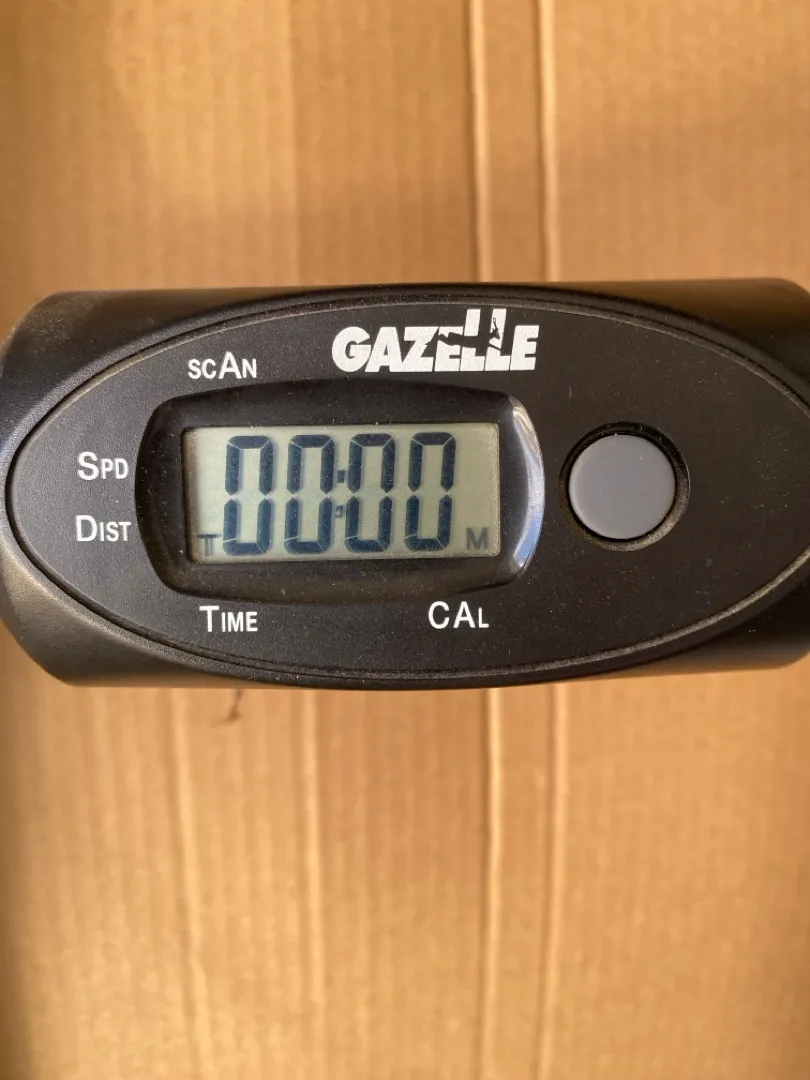 GAZELLE
SCAN
SPD
DIST
T 00:00 M
TIME CAL